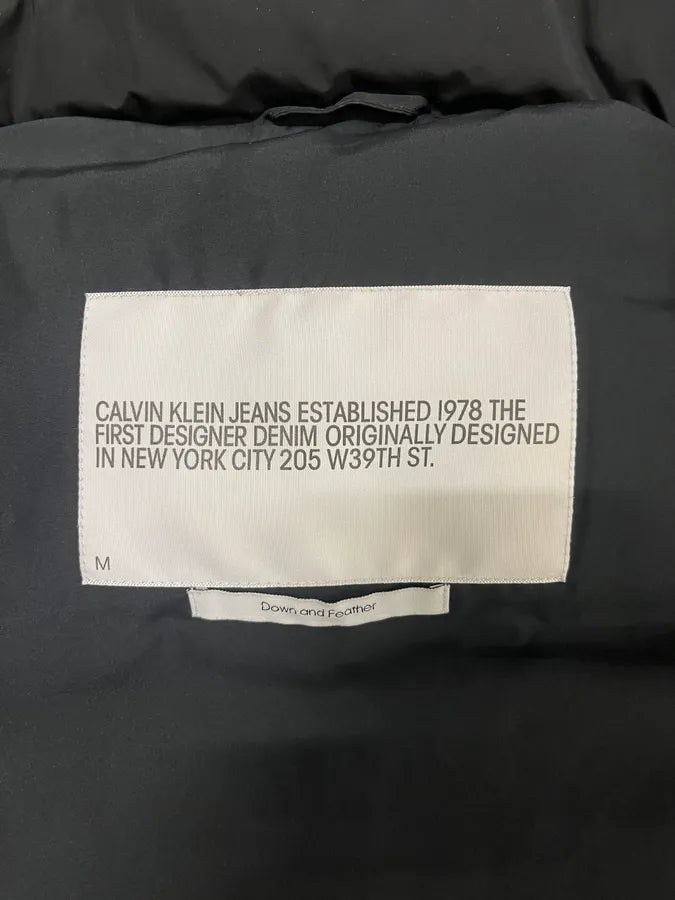 CALVIN KLEIN JEANS ESTABLISHED 1978 THE
FIRST DESIGNER DENIM ORIGINALLY DESIGNED
IN NEW YORK CITY 205 W39TH ST.
M
Down and Feather